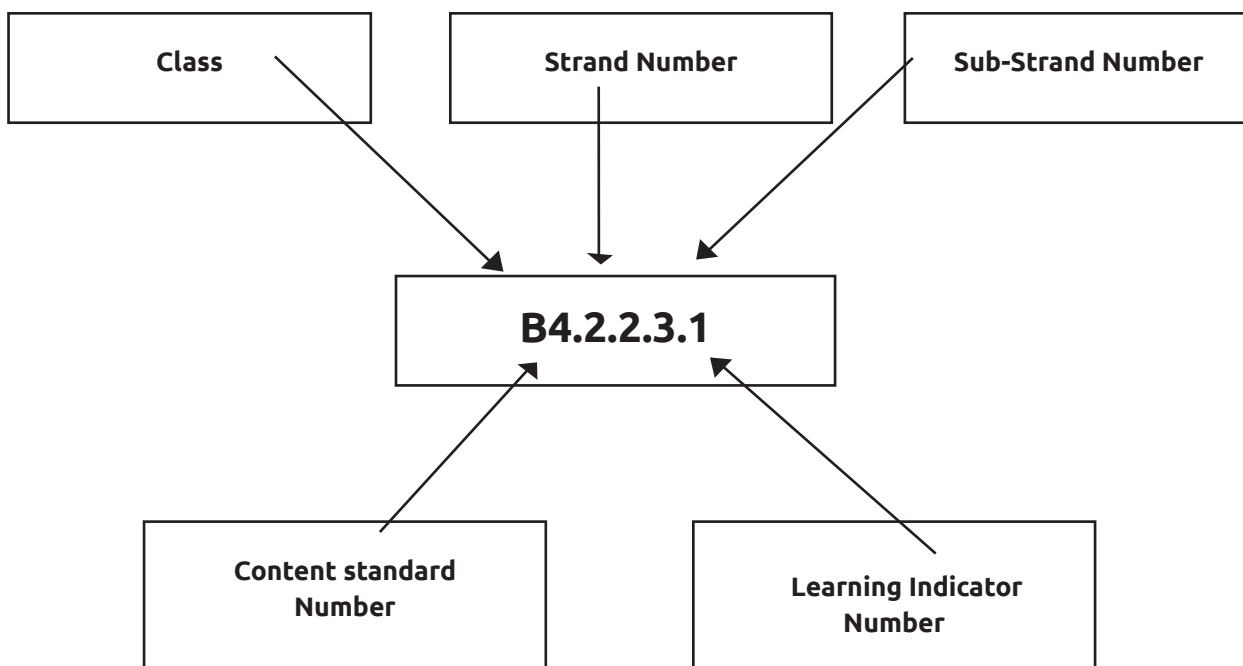 Class
Strand Number
Sub-Strand Number
B4.2.2.3.1
Content standard
Number
Learning Indicator
Number